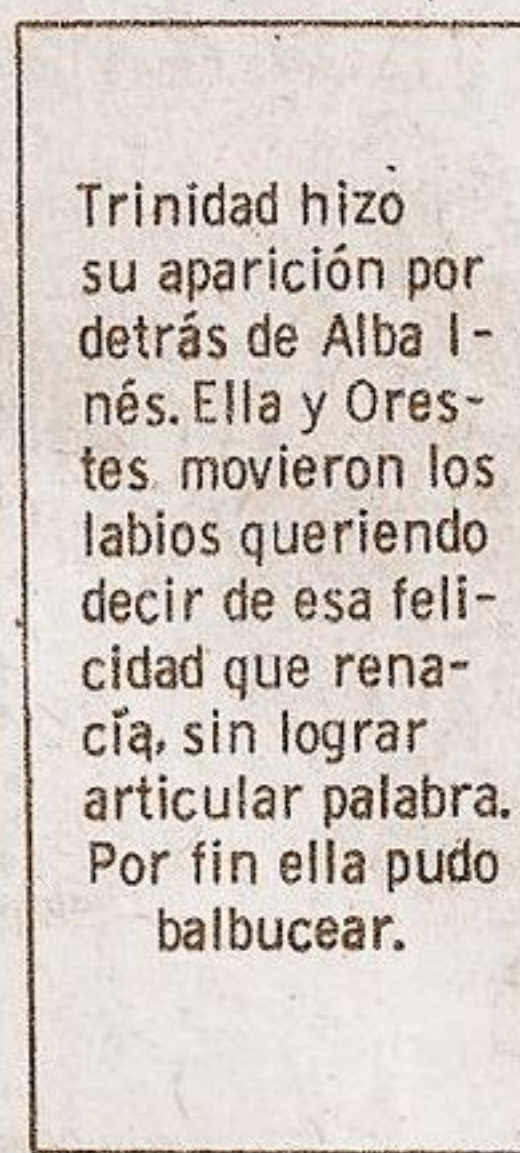 Trinidad hizo
su aparición por
detrás de Alba I-
nés. Ella y Ores-
tes movieron los
labios queriendo
decir de esa feli-
cidad que rena-
cía, sin lograr
articular palabra.
Por fin ella pudo
balbucear.